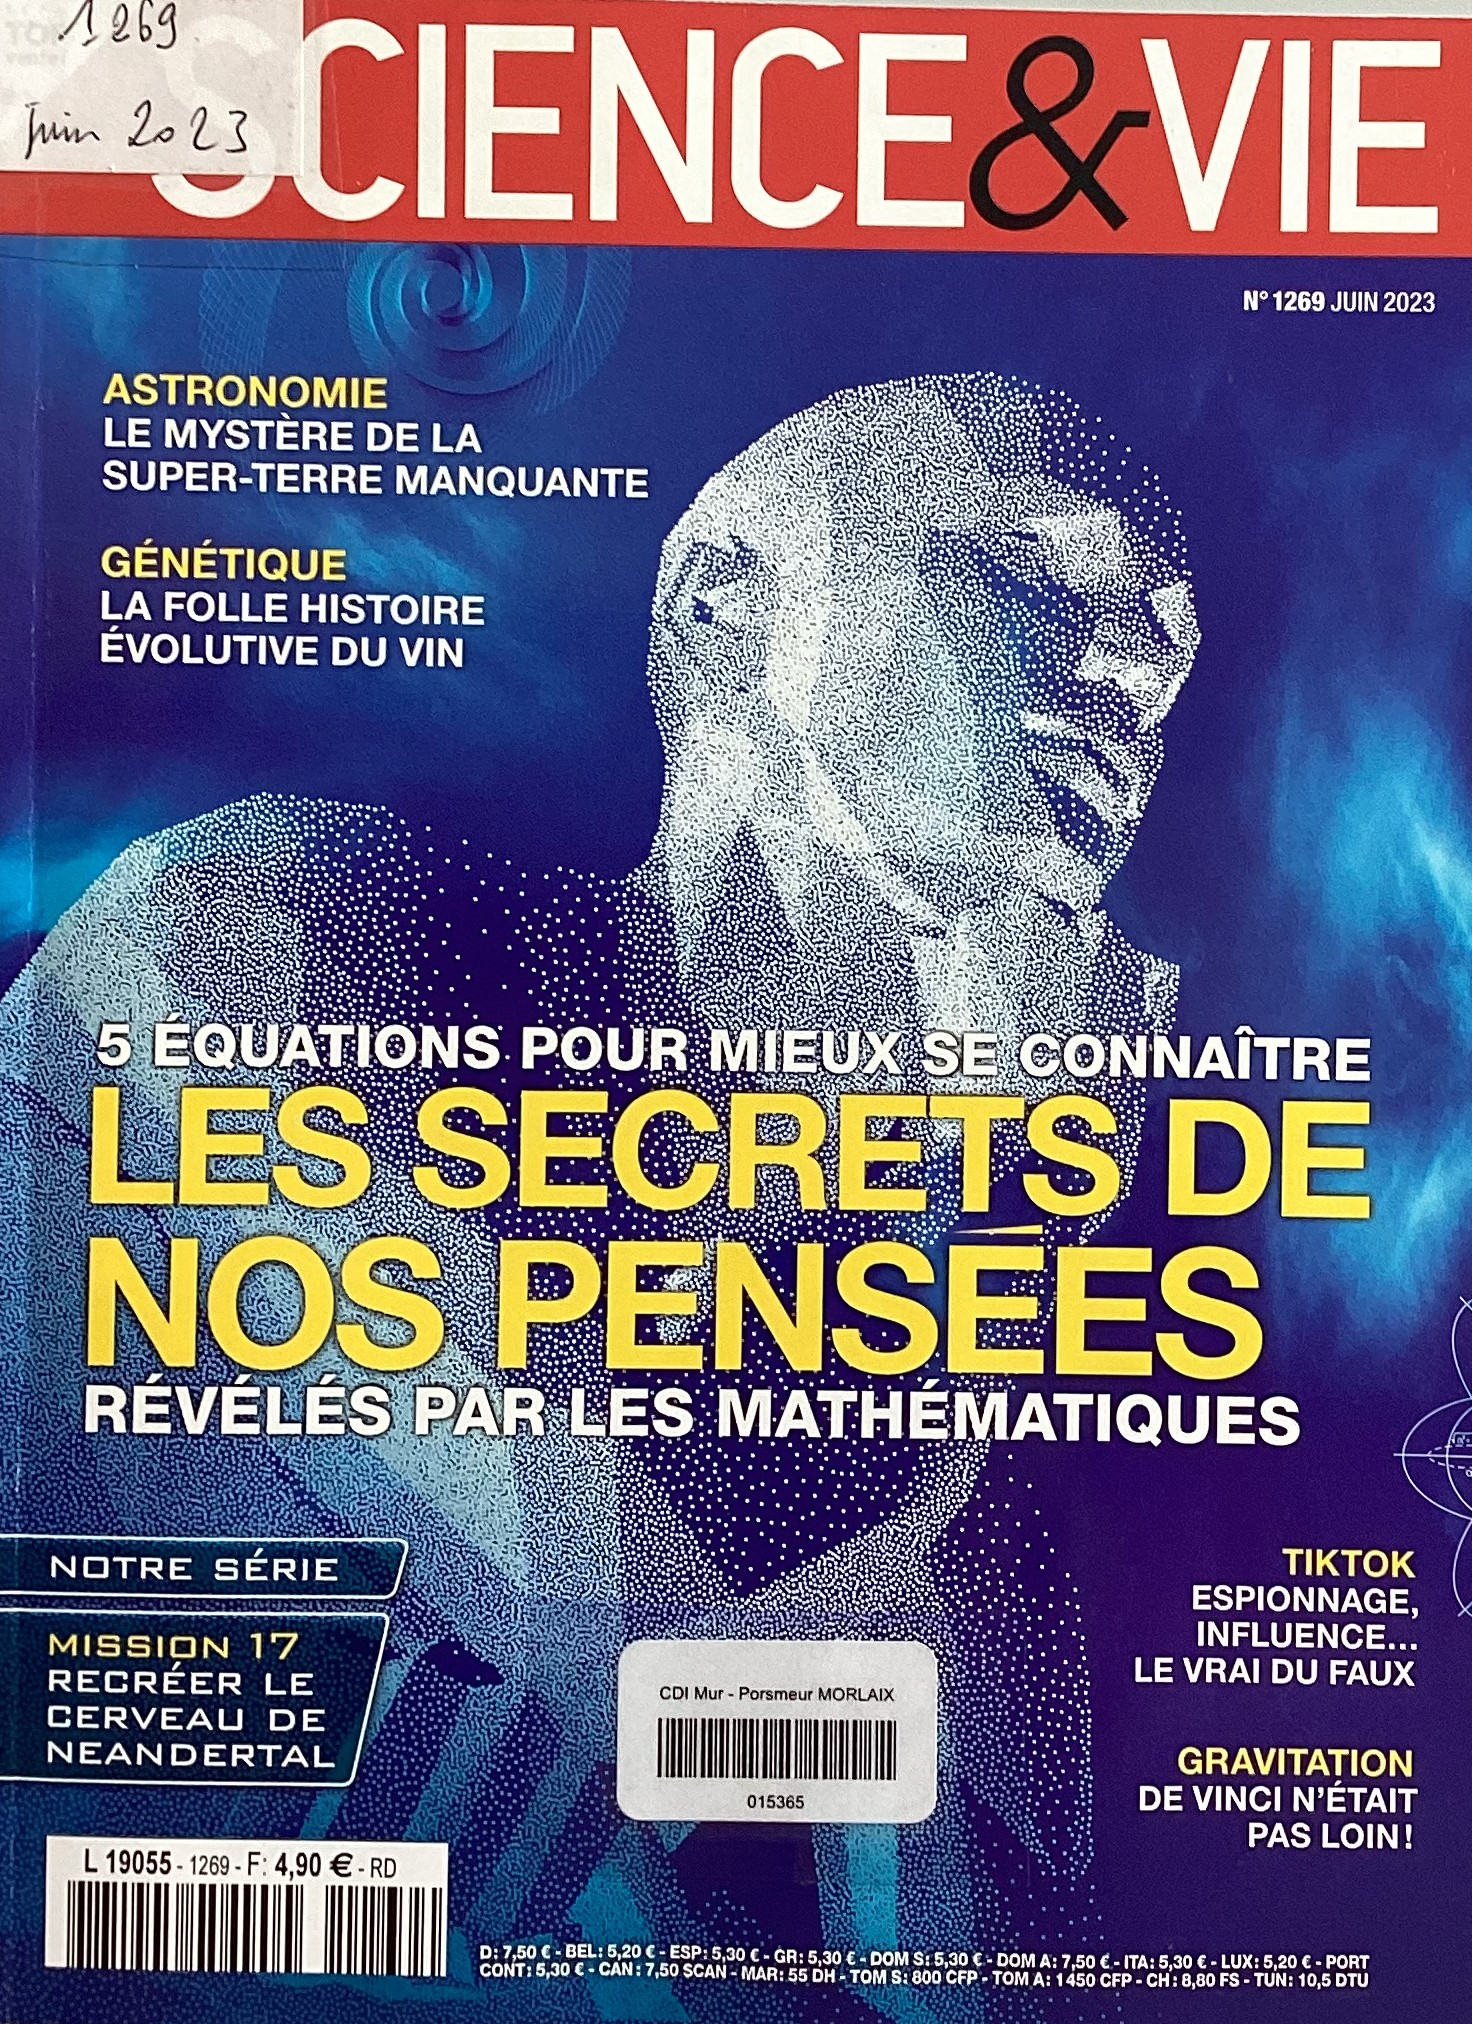 1269
Juin 2023
SCIENCE&VIE
N° 1269 JUIN 2023
ASTRONOMIE
LE MYSTÈRE DE LA
SUPER-TERRE MANQUANTE
GÉNÉTIQUE
LA FOLLE HISTOIRE
ÉVOLUTIVE DU VIN
5 ÉQUATIONS POUR MIEUX SE CONNAÎTRE
LES SECRETS DE
NOS PENSÉES
RÉVÉLÉS PAR LES MATHÉMATIQUES
NOTRE SÉRIE
MISSION 17
RECRÉER LE
CERVEAU DE
NEANDERTAL
TIKTOK
ESPIONNAGE,
INFLUENCE...
LE VRAI DU FAUX
GRAVITATION
DE VINCI N'ÉTAIT
PAS LOIN !
CDI Mur - Porsmeur MORLAIX
015365
L 19055 - 1269 - F: 4,90 € - RD
D: 7,50 € - BEL: 5,20 € - ESP: 5,30 € - GR: 5,30 € - DOM S: 5,30 € - DOM A: 7,50 € - ITA: 5,30 € - LUX: 5,20 € - PORT
CONT: 5,30 € - CAN: 7,50 $CAN - MAR: 55 DH - TOM S: 800 CFP - TOM A: 1450 CFP - CH: 8,80 FS - TUN: 10,5 DTU